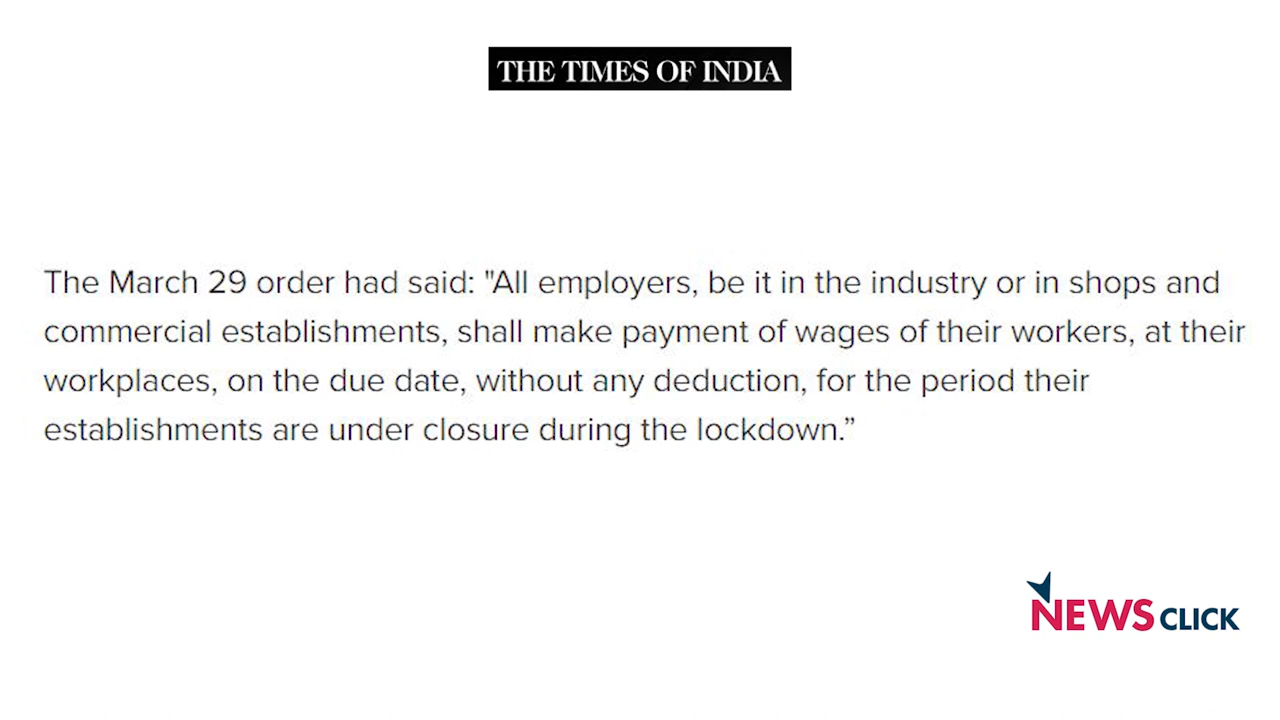 THE TIMES OF INDIA
The March 29 order had said: "All employers, be it in the industry or in shops and
commercial establishments, shall make payment of wages of their workers, at their
workplaces, on the due date, without any deduction, for the period their
establishments are under closure during the lockdown.”
NEWS CLICK